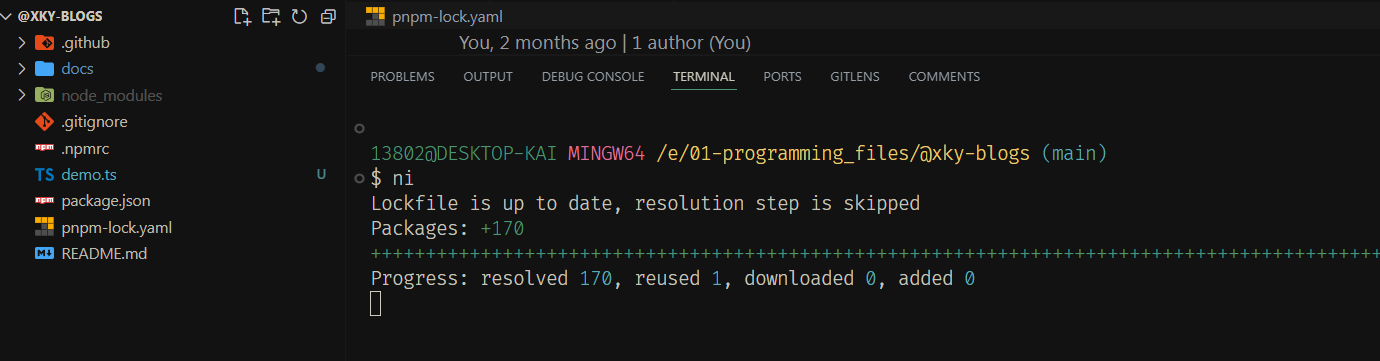 @XKY-BLOGS
.github
docs
node_modules
.gitignore
.npmrc
TS demo.ts U
package.json
pnpm-lock.yaml
README.md
pnpm-lock.yaml
You, 2 months ago | 1 author (You)
PROBLEMS OUTPUT DEBUG CONSOLE TERMINAL PORTS GITLENS COMMENTS
13802@DESKTOP-KAI MINGW64 /e/01-programming_files/@xky-blogs (main)
$ ni
Lockfile is up to date, resolution step is skipped
Packages: +170
++++++++++++++++++++++++++++++++++++++++++++++++++++++++++++++++++++++++++++++++++++++++++++
Progress: resolved 170, reused 1, downloaded 0, added 0